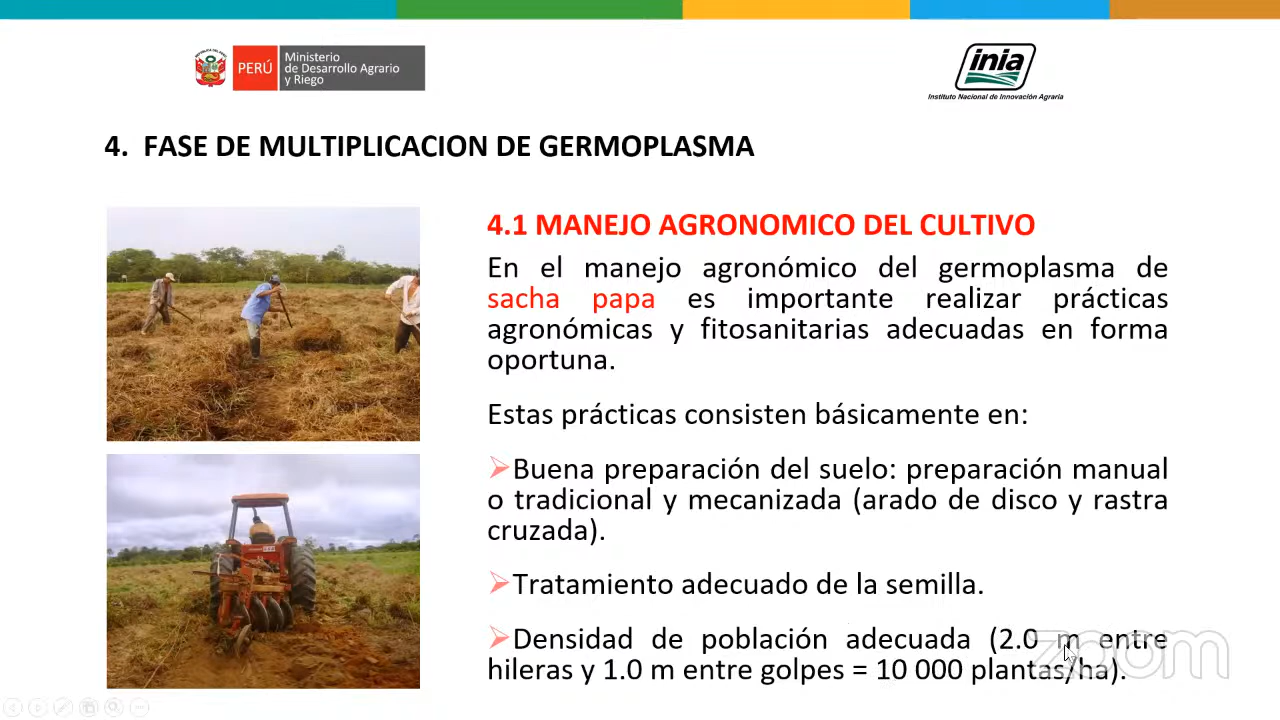 REPÚBLICA DEL PERÚ
PERÚ
Ministerio
de Desarrollo Agrario
y Riego
inia
Instituto Nacional de Innovación Agraria
4. FASE DE MULTIPLICACION DE GERMOPLASMA
4.1 MANEJO AGRONOMICO DEL CULTIVO
En el manejo agronómico del germoplasma de
sacha papa es importante realizar prácticas
agronómicas y fitosanitarias adecuadas en forma
oportuna.
Estas prácticas consisten básicamente en:
Buena preparación del suelo: preparación manual
o tradicional y mecanizada (arado de disco y rastra
cruzada).
Tratamiento adecuado de la semilla.
Densidad de población adecuada (2.0 m entre
hileras y 1.0 m entre golpes = 10 000 plantas/ha).
zoom